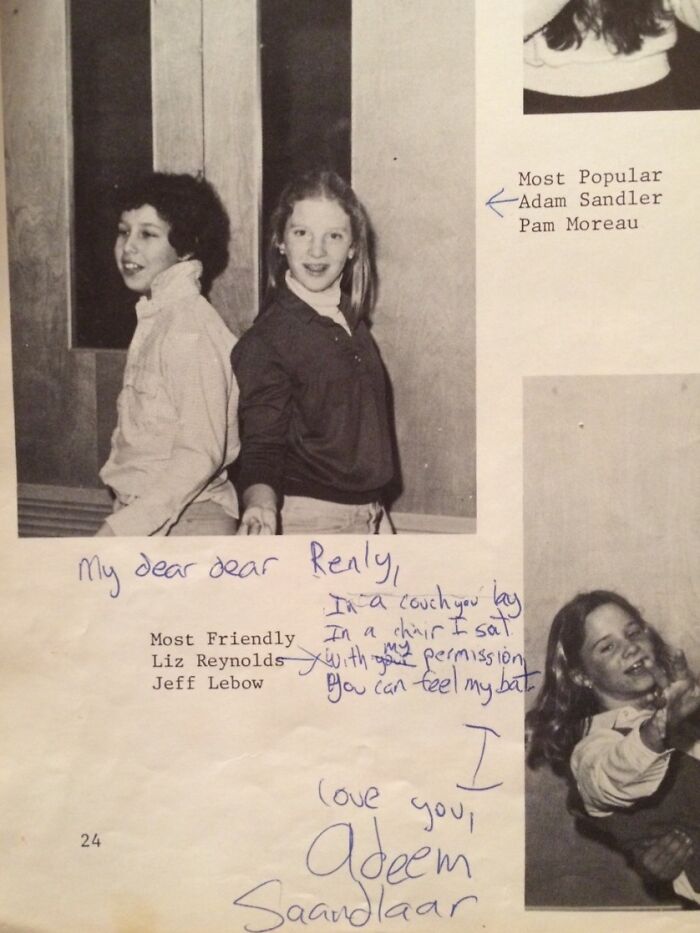 Most Popular
Adam Sandler
Pam Moreau
My dear dear Renly,
In a couch you lay
In a chair I sat
Most Friendly
Liz Reynolds
Jeff Lebow
with your my permission
You can feel my bat
I
love you,
Adeem
Saandlaar
24